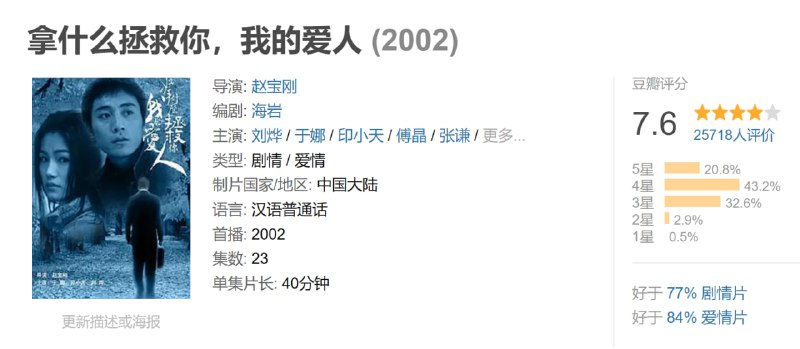 拿什么拯救你，我的爱人 (2002)
拯救你
我爱人
导演: 赵宝刚
更新描述或海报
导演: 赵宝刚
编剧: 海岩
主演: 刘烨 / 于娜 / 印小天 / 傅晶 / 张谦 / 更多...
类型: 剧情 / 爱情
制片国家/地区: 中国大陆
语言: 汉语普通话
首播: 2002
集数: 23
单集片长: 40分钟
豆瓣评分
7.6
25718人评价
5星 20.8%
4星 43.2%
3星 32.6%
2星 2.9%
1星 0.5%
好于 77% 剧情片
好于 84% 爱情片